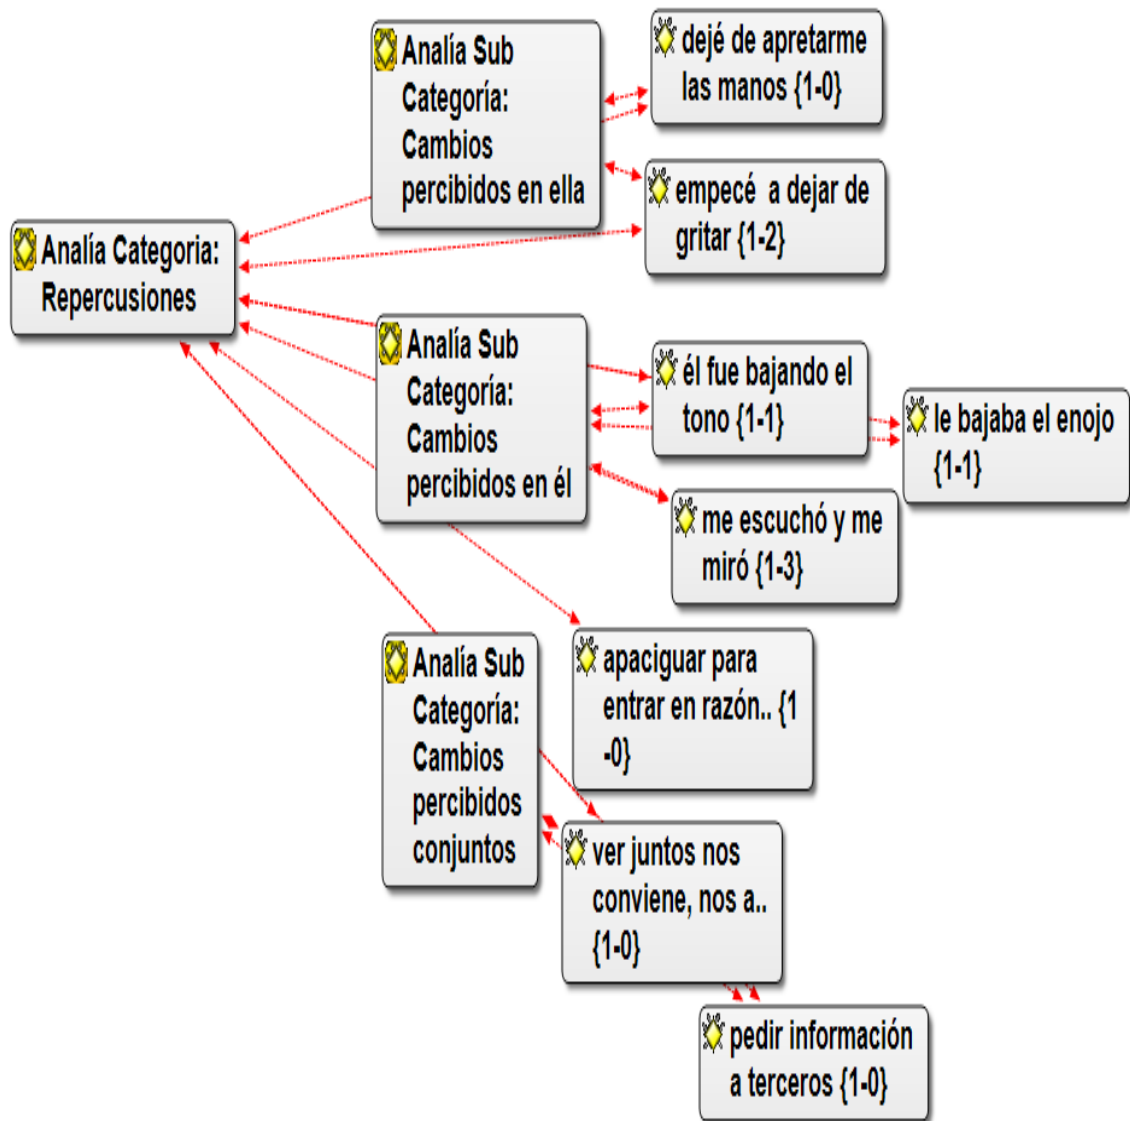 Analía Categoria:
Repercusiones
Analía Sub
Categoría:
Cambios
percibidos en ella
dejé de apretarme
las manos {1-0}
empecé  a dejar de
gritar {1-2}
Analía Sub
Categoría:
Cambios
percibidos en él
él fue bajando el
tono {1-1}
le bajaba el enojo
{1-1}
me escuchó y me
miró {1-3}
apaciguar para
entrar en razón.. {1
-0}
Analía Sub
Categoría:
Cambios
percibidos
conjuntos
ver juntos nos
conviene, nos a..
{1-0}
pedir información
a terceros {1-0}